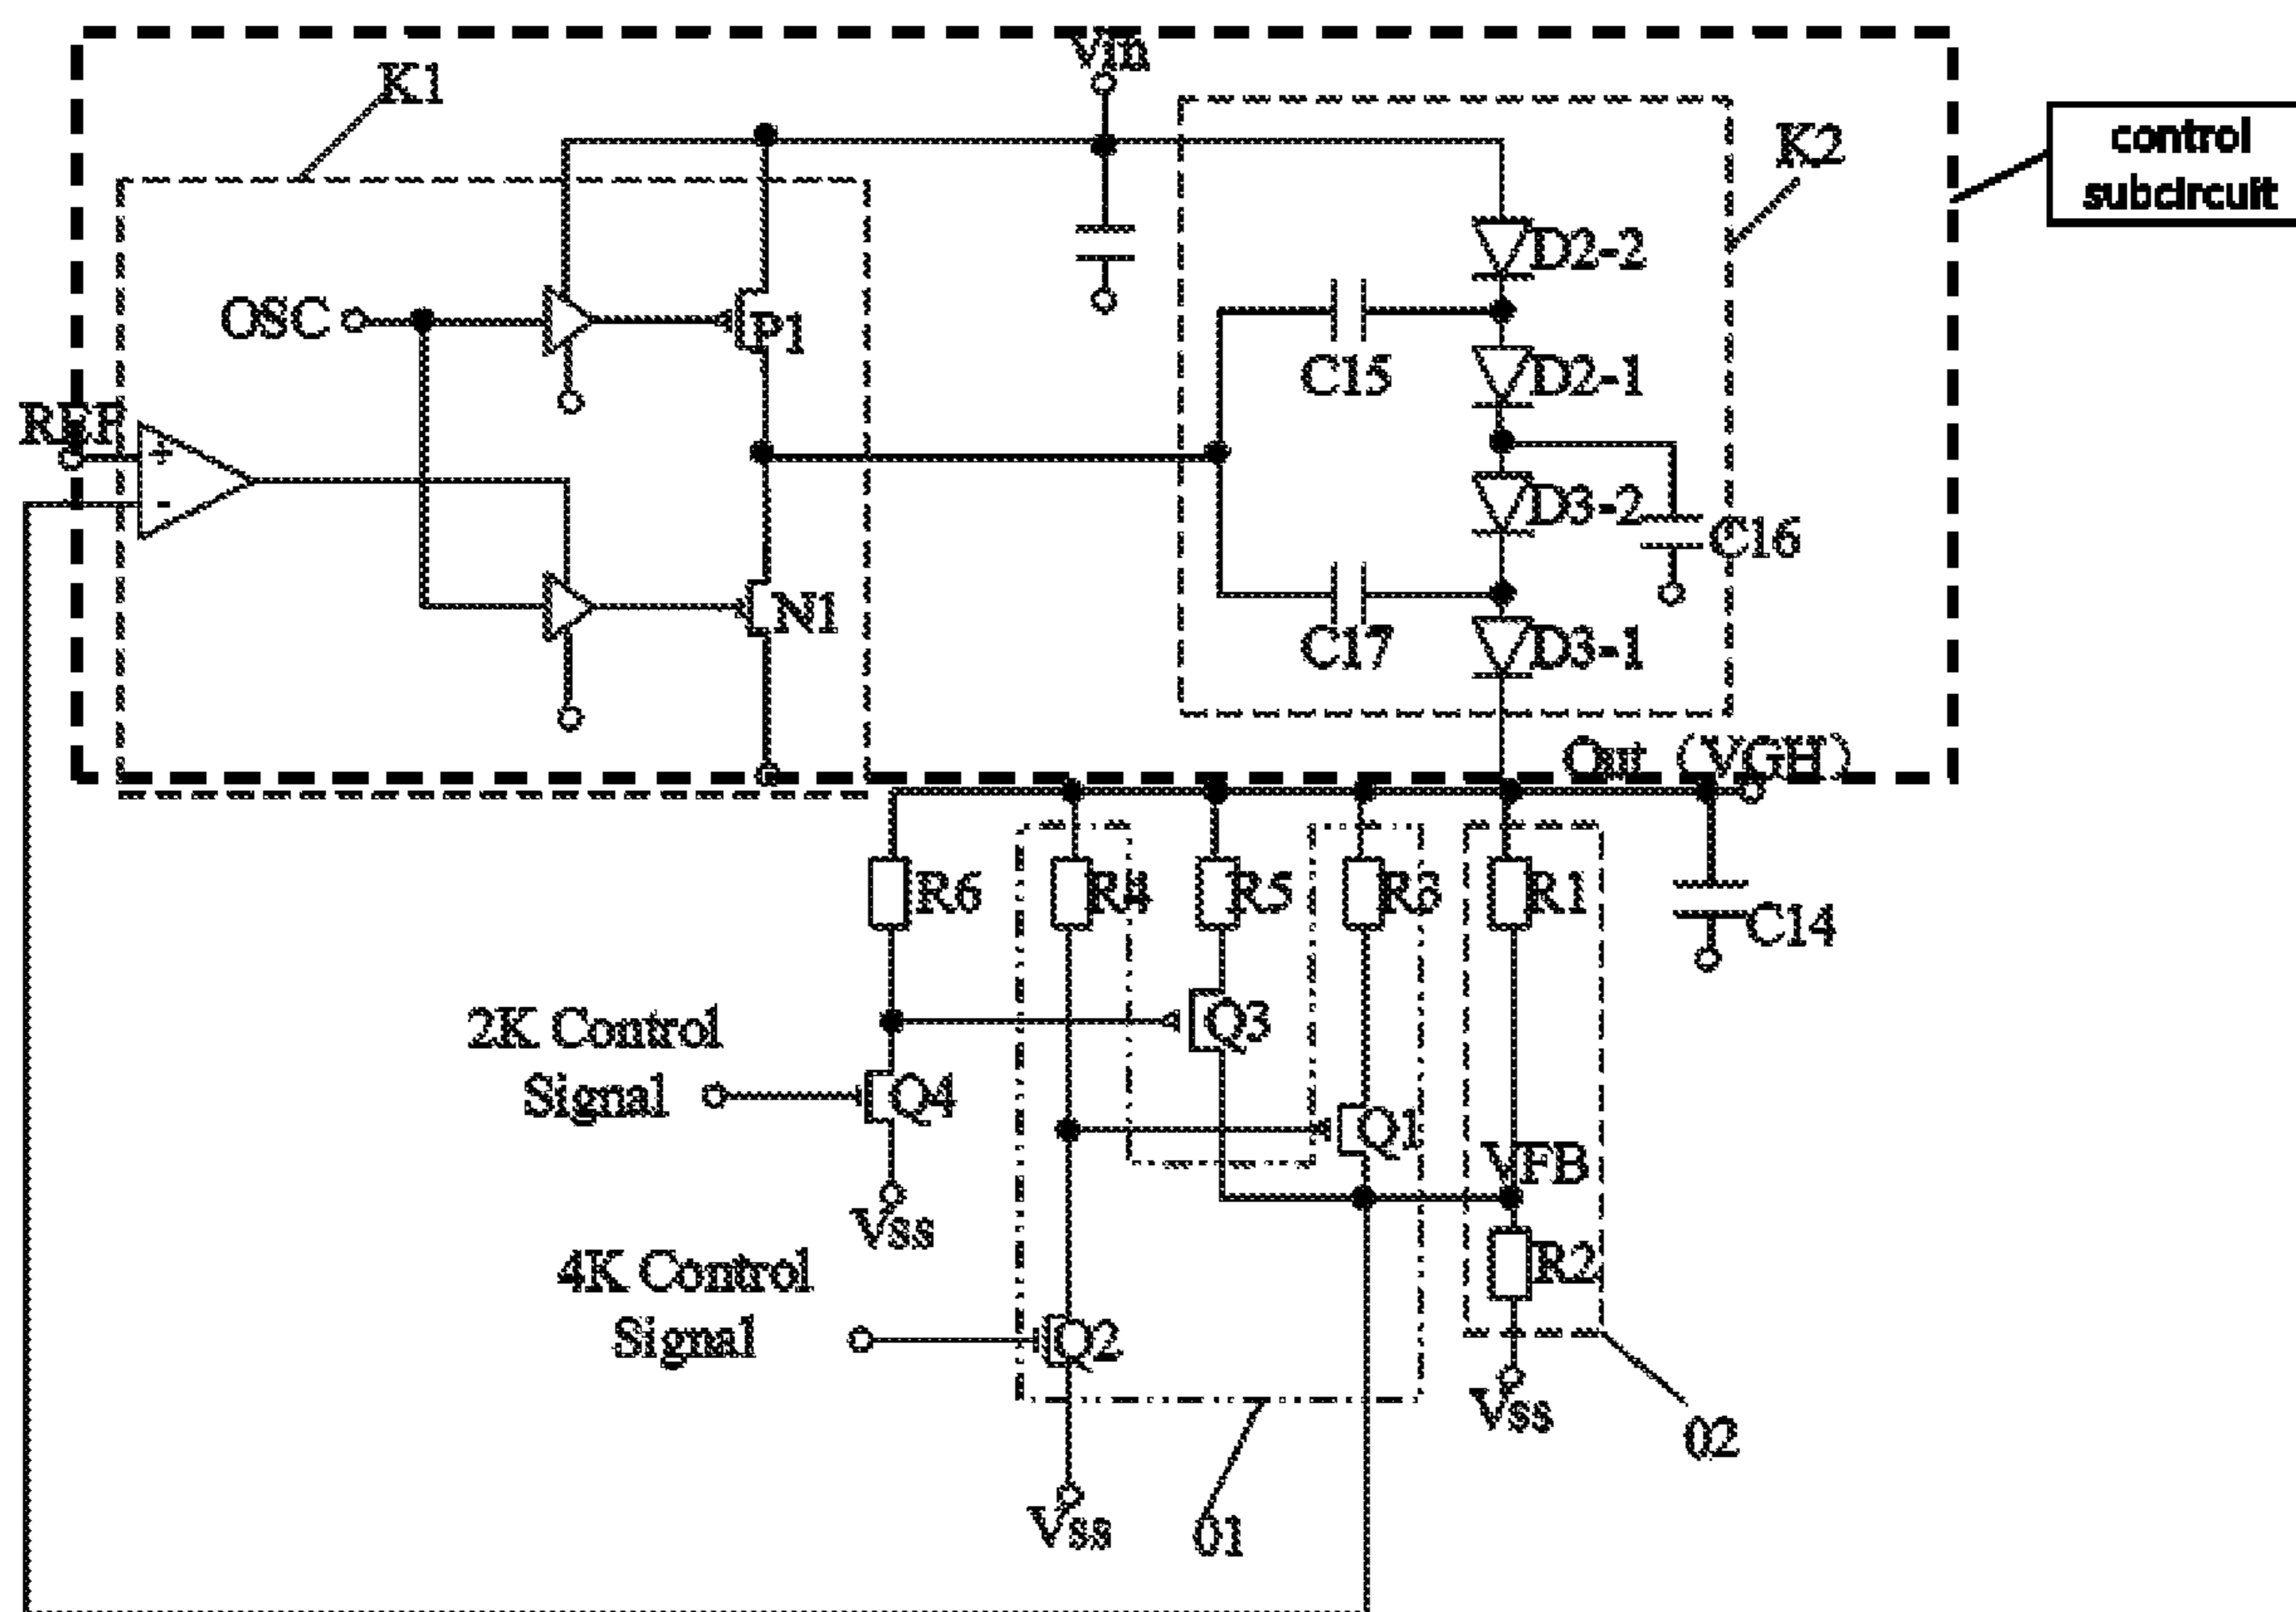 Vin
K1
control
subcircuit
K2
D2-2
OSC
P1
C15
D2-1
REF
+
-
D3-2
C16
N1
C17
D3-1
Out (VGH)
R6
R4
R5
R3
R1
C14
2K Control
Signal
Q3
Q4
Q1
VFB
Vss
4K Control
Signal
Q2
R2
Vss
02
Vss
01